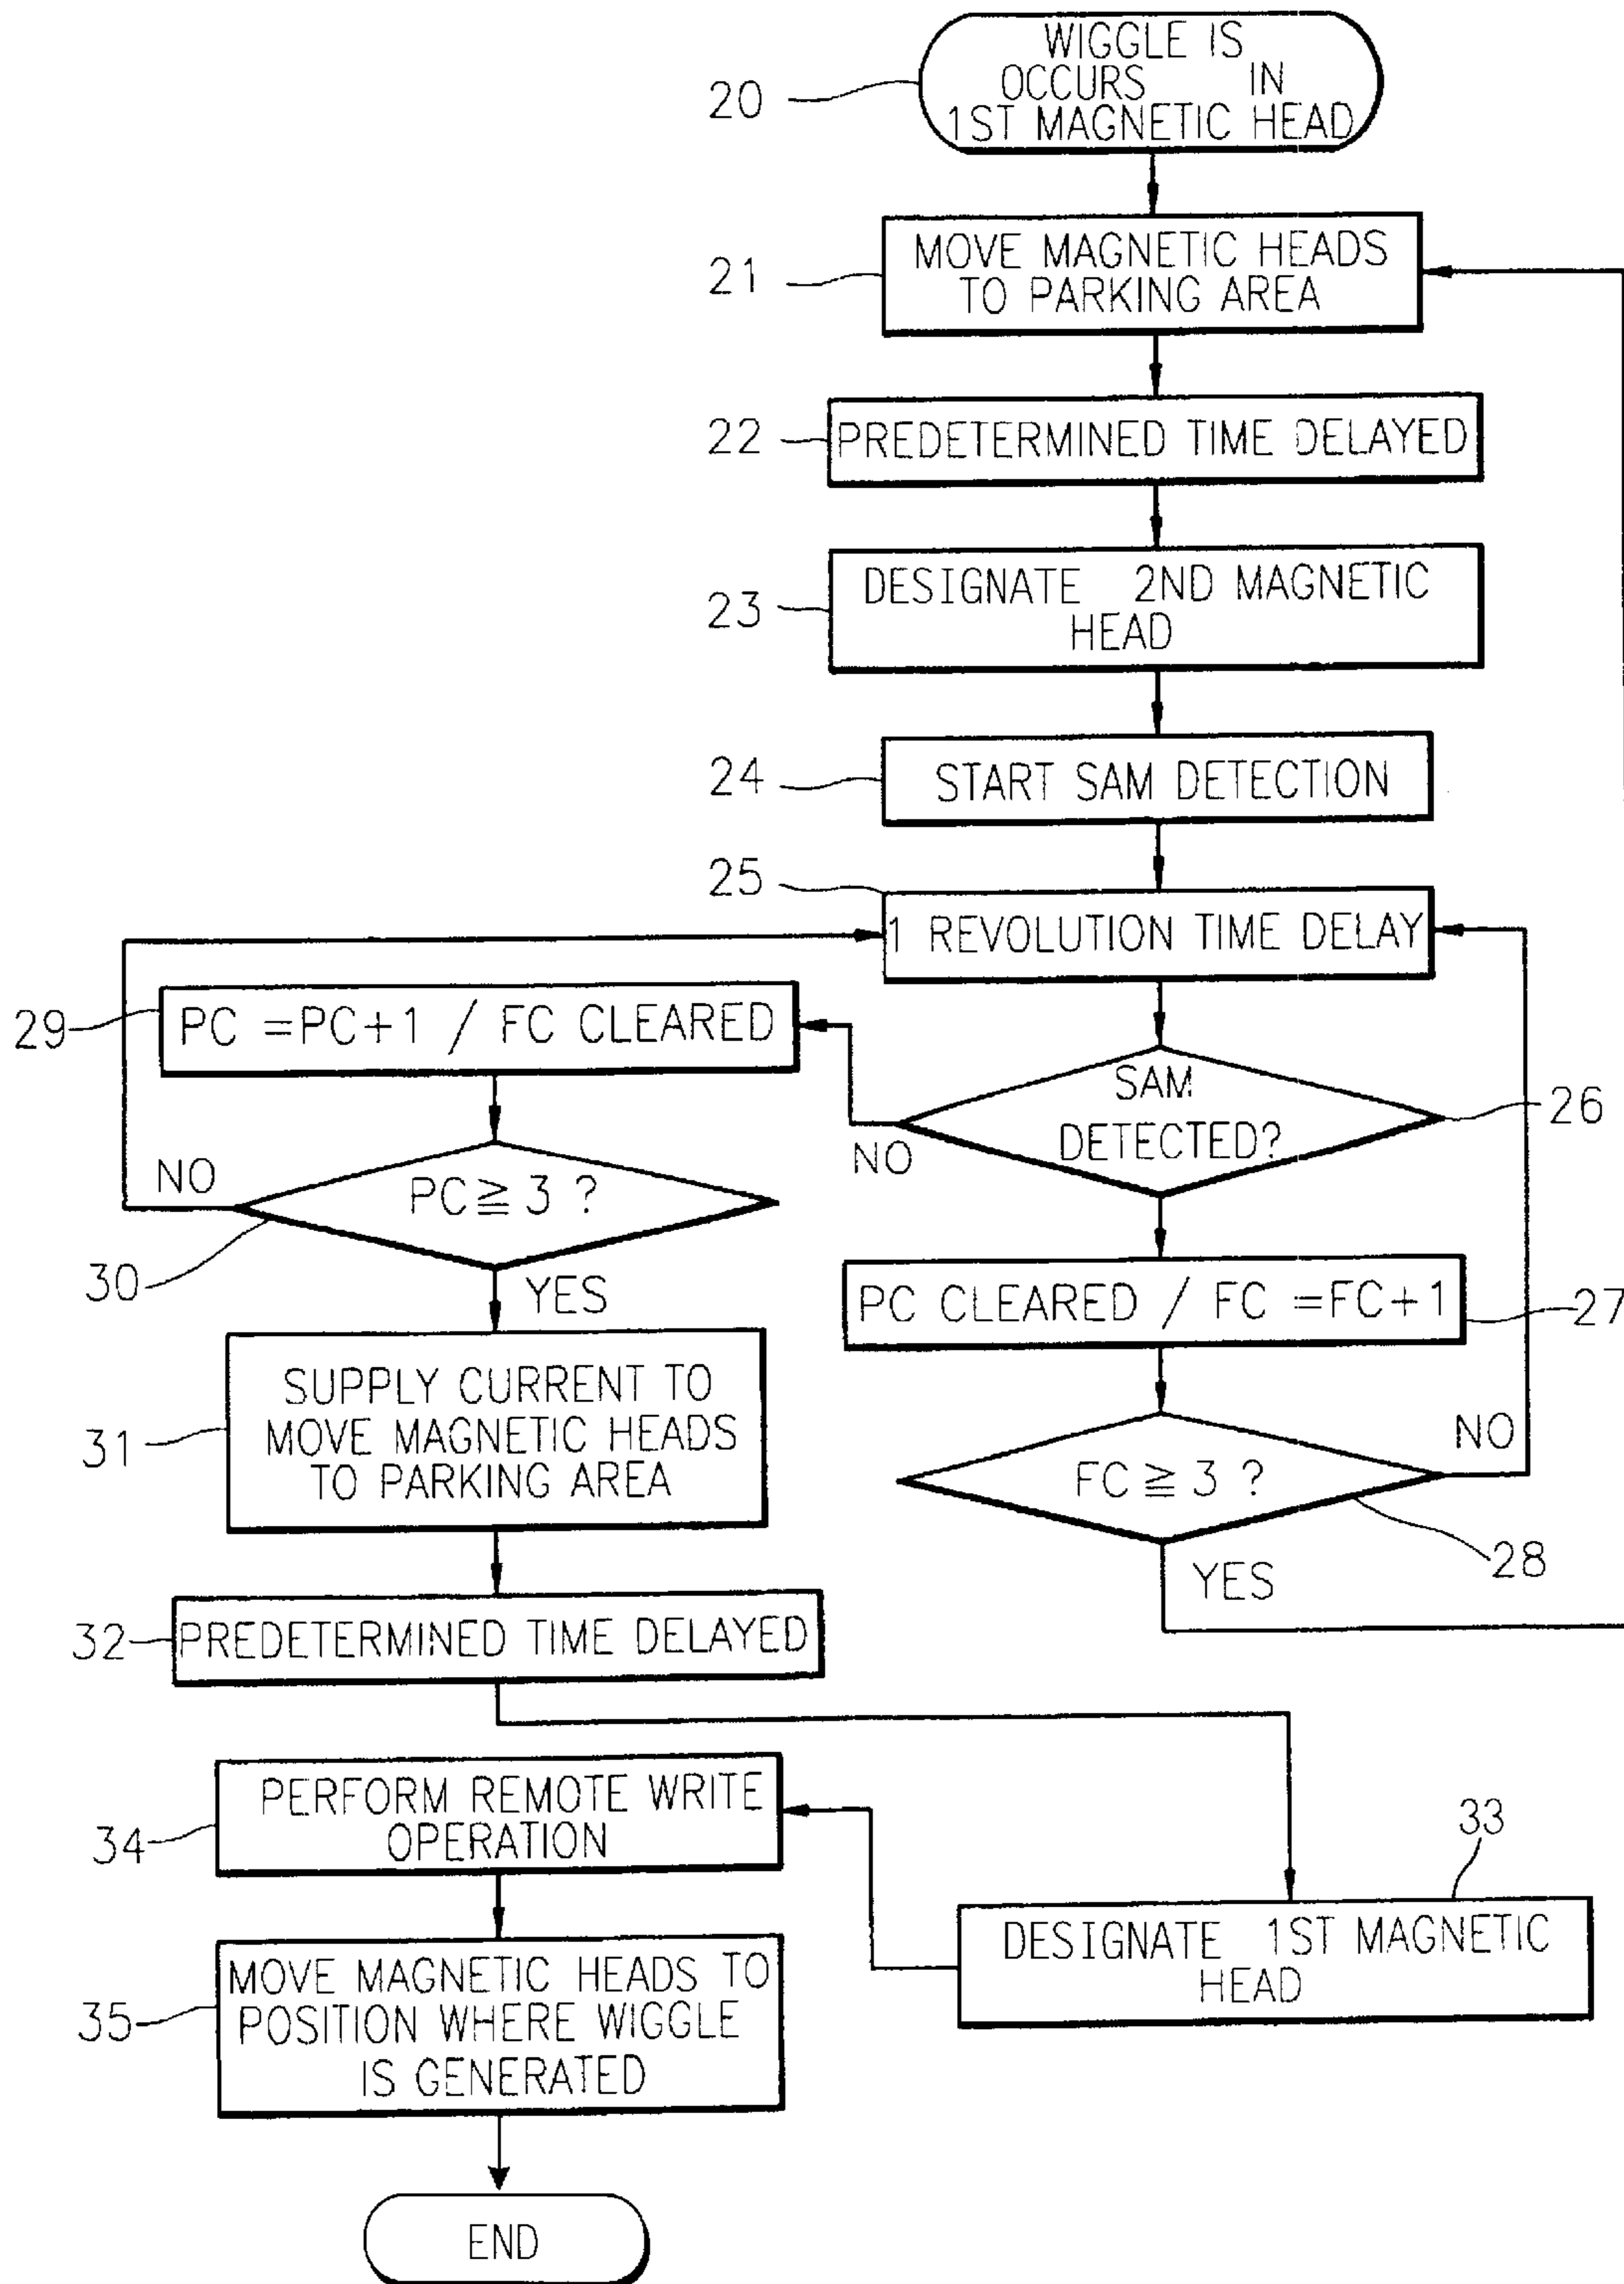 WIGGLE IS
OCCURS IN
1ST MAGNETIC HEAD
20
MOVE MAGNETIC HEADS
TO PARKING AREA
21
PREDETERMINED TIME DELAYED
22
DESIGNATE 2ND MAGNETIC
HEAD
23
START SAM DETECTION
24
25
1 REVOLUTION TIME DELAY
29
PC =PC+1 / FC CLEARED
SAM
DETECTED?
26
NO
NO
PC≧3 ?
30
YES
PC CLEARED / FC =FC+1
27
SUPPLY CURRENT TO
MOVE MAGNETIC HEADS
TO PARKING AREA
31
NO
FC≧3 ?
28
YES
32
PREDETERMINED TIME DELAYED
PERFORM REMOTE WRITE
OPERATION
34
33
DESIGNATE 1ST MAGNETIC
HEAD
MOVE MAGNETIC HEADS TO
POSITION WHERE WIGGLE
IS GENERATED
35
END